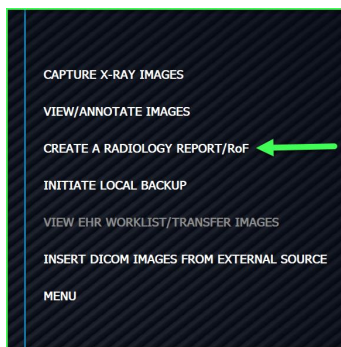 CAPTURE X-RAY IMAGES
VIEW/ANNOTATE IMAGES
CREATE A RADIOLOGY REPORT/RoF
INITIATE LOCAL BACKUP
VIEW EHR WORKLIST/TRANSFER IMAGES
INSERT DICOM IMAGES FROM EXTERNAL SOURCE
MENU